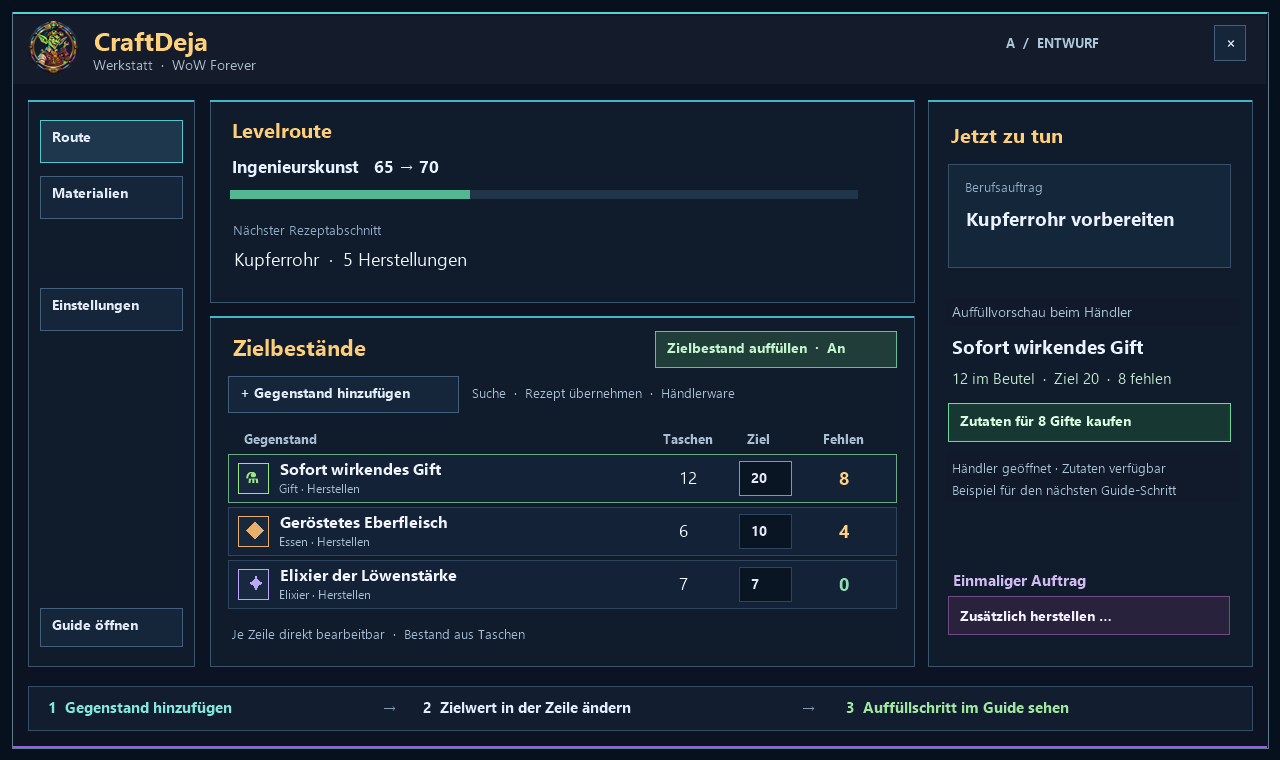 CraftDeja
Werkstatt · WoW Forever
A / ENTWURF
×
Route
Materialien
Einstellungen
Guide öffnen
Levelroute
Ingenieurskunst 65 → 70
Nächster Rezeptabschnitt
Kupferrohr · 5 Herstellungen
Zielbestände
Zielbestand auffüllen · An
+ Gegenstand hinzufügen
Suche · Rezept übernehmen · Händlerware
Gegenstand Taschen Ziel Fehlen
Sofort wirkendes Gift 12 20 8
Gift · Herstellen
Geröstetes Eberfleisch 6 10 4
Essen · Herstellen
Elixier der Löwenstärke 7 7 0
Elixier · Herstellen
Je Zeile direkt bearbeitbar · Bestand aus Taschen
Jetzt zu tun
Berufsauftrag
Kupferrohr vorbereiten
Auffüllvorschau beim Händler
Sofort wirkendes Gift
12 im Beutel · Ziel 20 · 8 fehlen
Zutaten für 8 Gifte kaufen
Händler geöffnet · Zutaten verfügbar
Beispiel für den nächsten Guide-Schritt
Einmaliger Auftrag
Zusätzlich herstellen ...
1 Gegenstand hinzufügen → 2 Zielwert in der Zeile ändern → 3 Auffüllschritt im Guide sehen